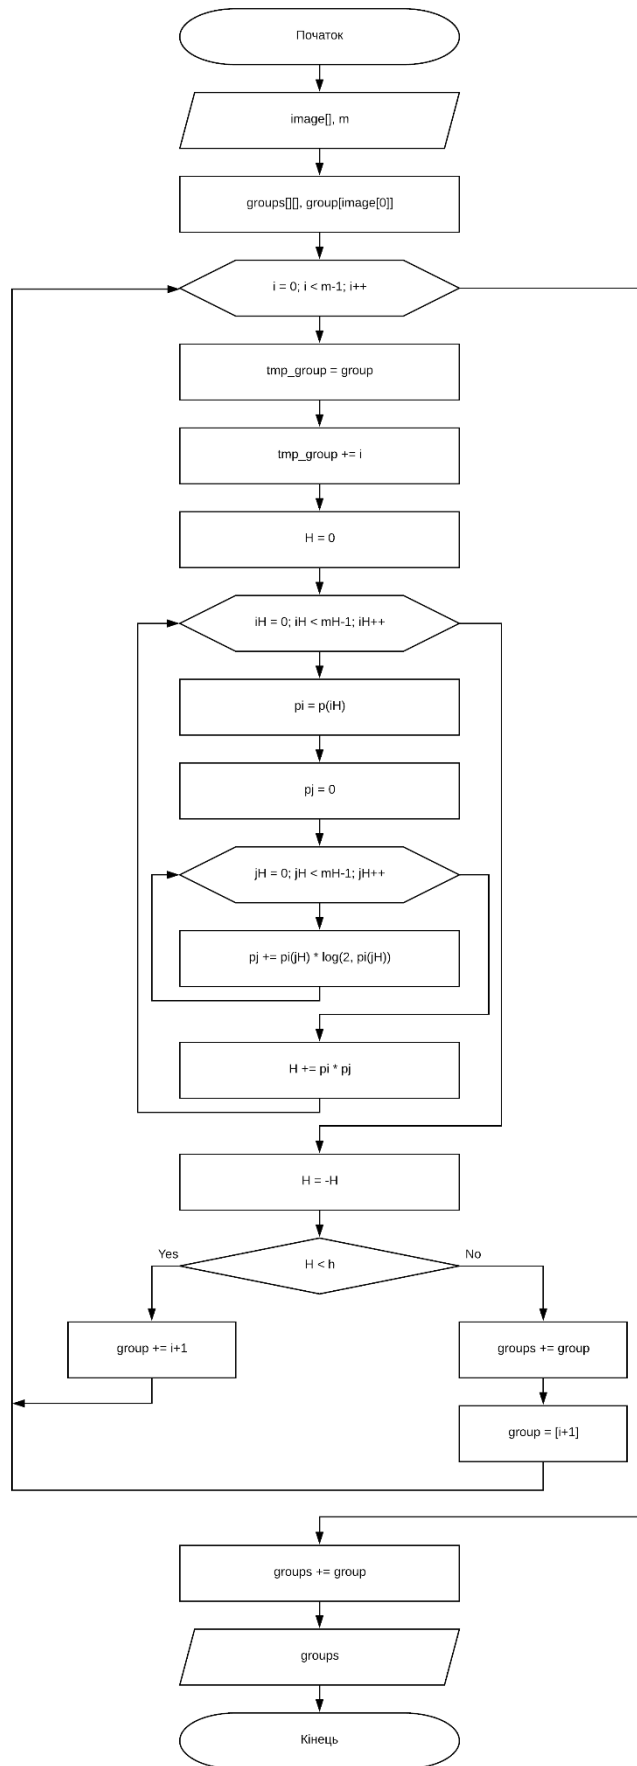 Початок
image[], m
groups[][], group[image[0]]
i = 0; i < m-1; i++
tmp_group = group
tmp_group += i
H = 0
iH = 0; iH < mH-1; iH++
pi = p(iH)
pj = 0
jH = 0; jH < mH-1; jH++
pj += pi(jH) * log(2, pi(jH))
H += pi * pj
H = -H
Yes
H < h
No
group += i+1
groups += group
group = [i+1]
groups += group
groups
Кінець